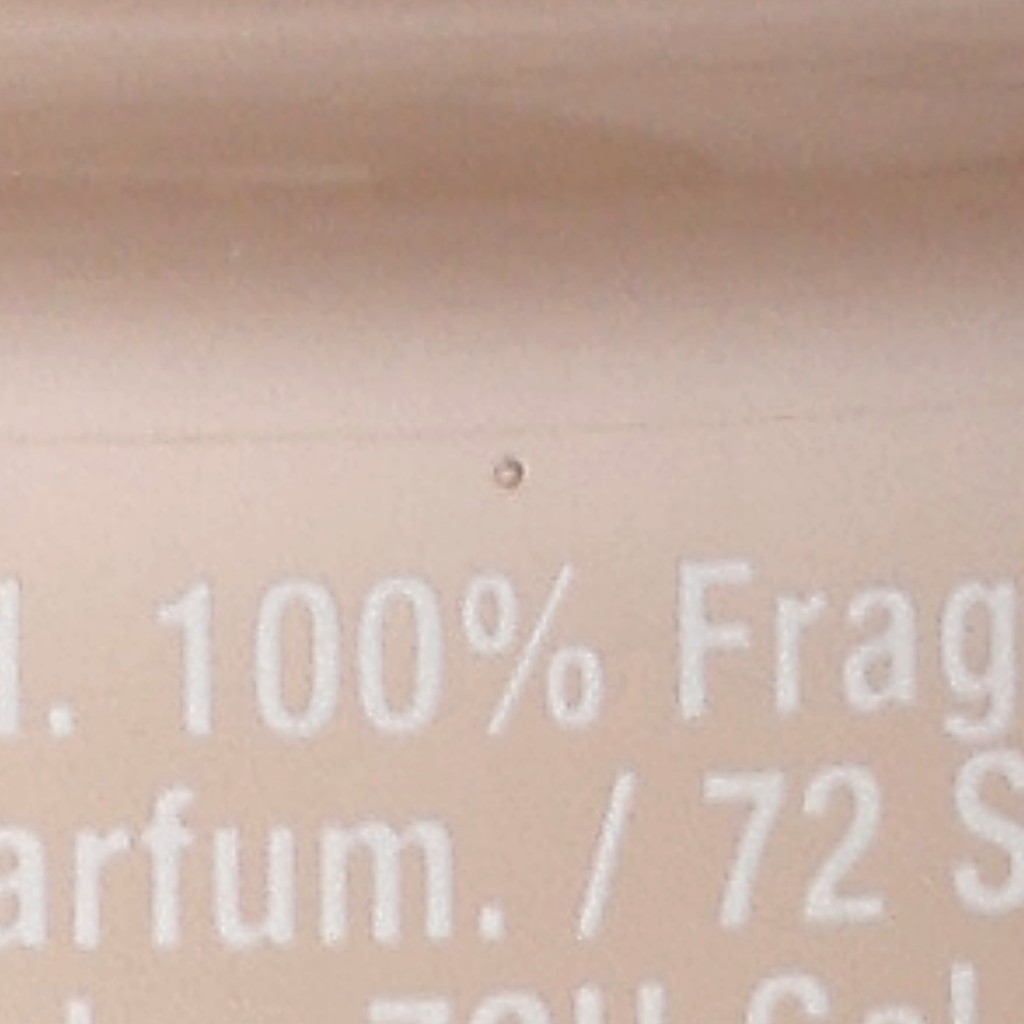 . 100% Frag
arfum. / 72 S